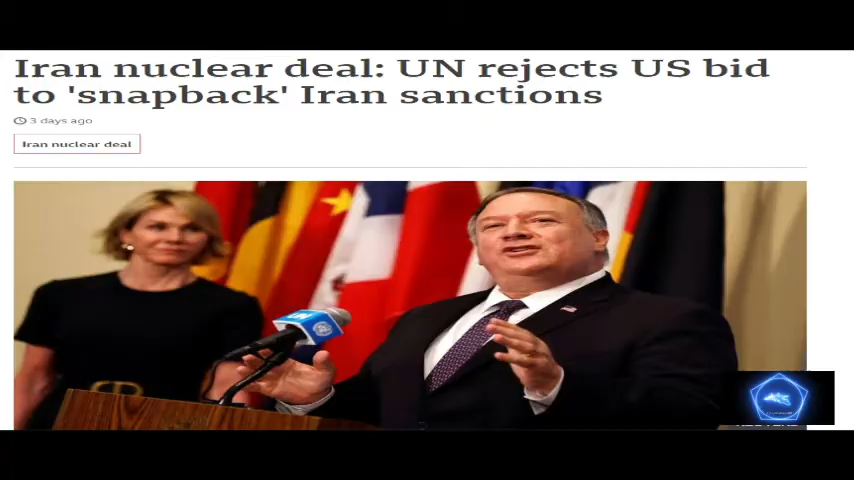 Iran nuclear deal: UN rejects US bid
to 'snapback' Iran sanctions
3 days ago
Iran nuclear deal
UN